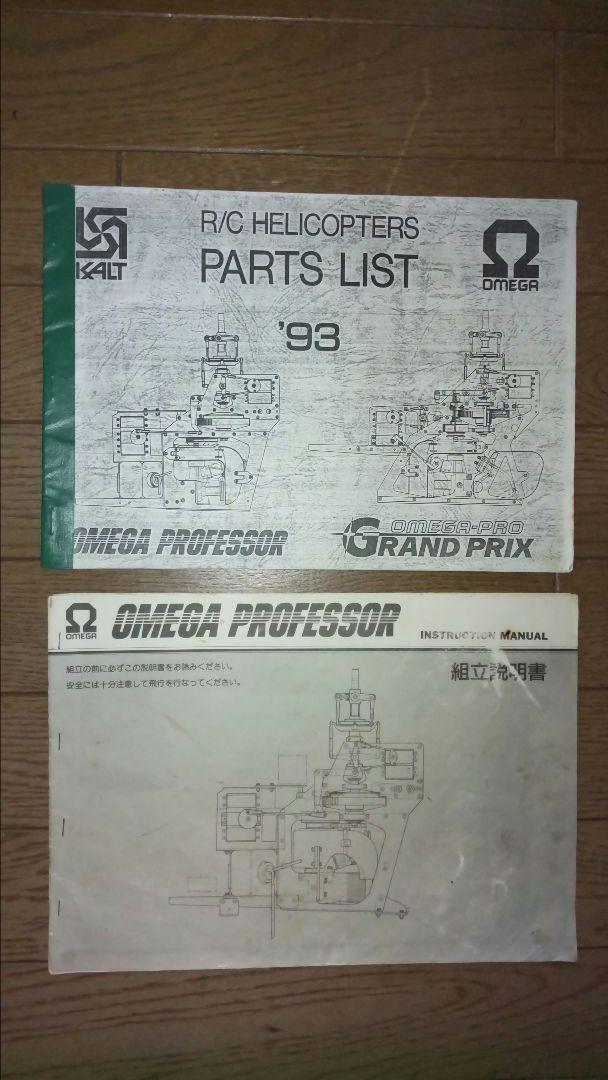 KALT
R/C HELICOPTERS
PARTS LIST
Ω
OMEGA
'93
OMEGA PROFESSOR
OMEGA-PRO
GRAND PRIX
Ω
OMEGA
OMEGA PROFESSOR
INSTRUCTION MANUAL
組立の前に必ずこの説明書をお読みください。
安全には十分注意して飛行を行なってください。
組立説明書